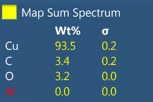 Map Sum Spectrum
Wt% σ
Cu 93.5 0.2
C 3.4 0.2
O 3.2 0.0
Al 0.0 0.0